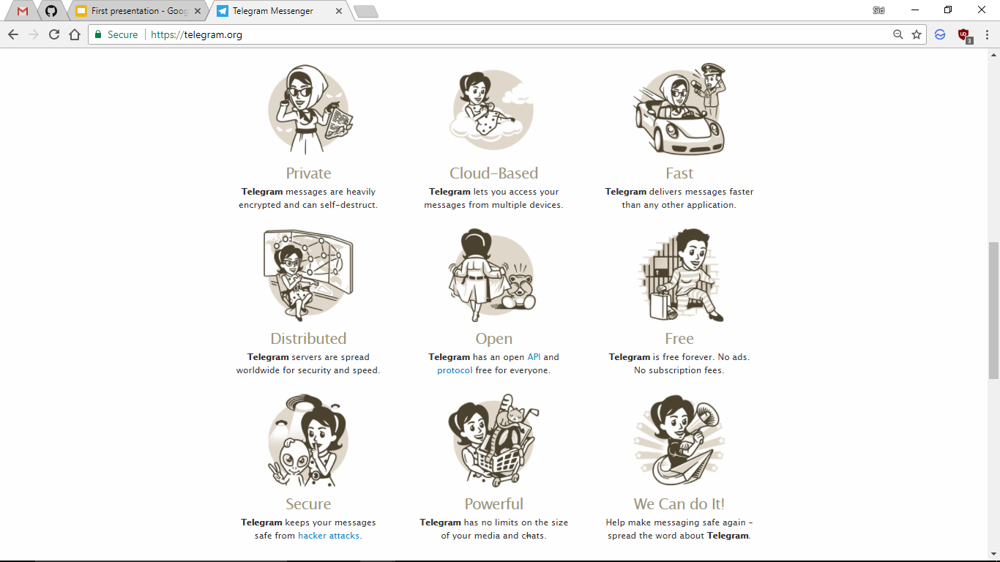 First presentation - Goog
Telegram Messenger
Sid
Secure
https://telegram.org
3
Private
Telegram messages are heavily
encrypted and can self-destruct.
Cloud-Based
Telegram lets you access your
messages from multiple devices.
Fast
Telegram delivers messages faster
than any other application.
Distributed
Telegram servers are spread
worldwide for security and speed.
Open
Telegram has an open API and
protocol free for everyone.
Free
Telegram is free forever. No ads.
No subscription fees.
Secure
Telegram keeps your messages
safe from hacker attacks.
Powerful
Telegram has no limits on the size
of your media and chats.
We Can do It!
Help make messaging safe again –
spread the word about Telegram.